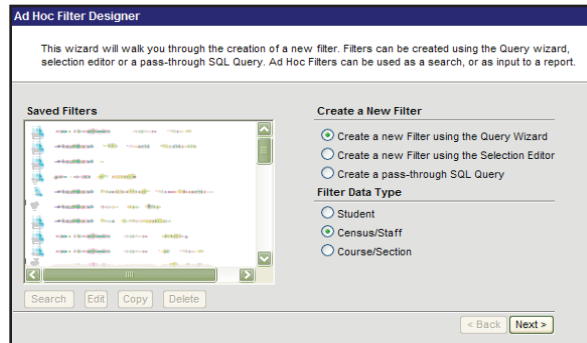 Ad Hoc Filter Designer
This wizard will walk you through the creation of a new filter. Filters can be created using the Query wizard,
selection editor or a pass-through SQL Query. Ad Hoc Filters can be used as a search, or as input to a report.
Saved Filters
Create a New Filter
Create a new Filter using the Query Wizard
Create a new Filter using the Selection Editor
Create a pass-through SQL Query
Filter Data Type
Student
Census/Staff
Course/Section
Search Edit Copy Delete
< Back Next >